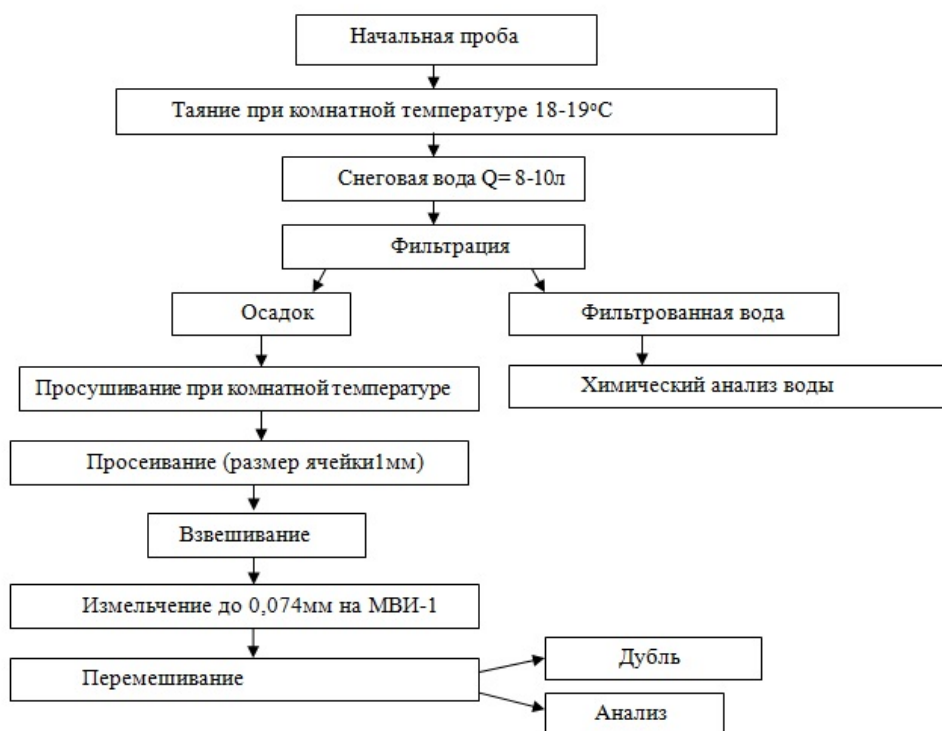 Начальная проба
Таяние при комнатной температуре 18-19°С
Снеговая вода Q= 8-10л
Фильтрация
Осадок
Фильтрованная вода
Просушивание при комнатной температуре
Химический анализ воды
Просеивание (размер ячейки1мм)
Взвешивание
Измельчение до 0,074мм на МВИ-1
Перемешивание
Дубль
Анализ